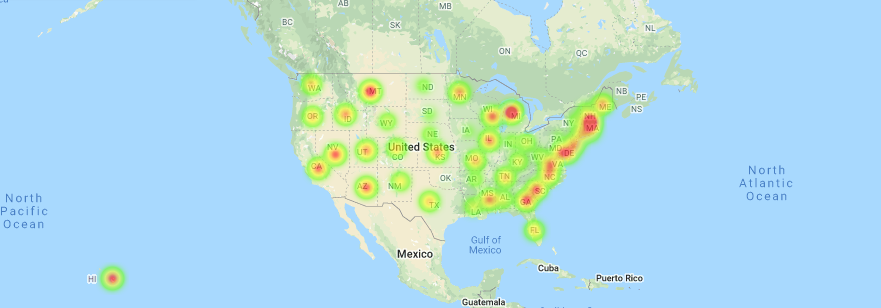 AB
MB
BC
SK
NL
ON
QC
NB
PE
NS
WA
MT
ND
MN
ME
OR
ID
SD
WI
MI
NH
NY
MA
WY
IA
NE
IL
IN
OH
PA
MD
DE
NV
UT
CO
United States
KS
MO
KY
WV
VA
CA
AZ
NM
OK
AR
TN
NC
SC
TX
MS
AL
GA
LA
FL
North
Pacific
Ocean
North
Atlantic
Ocean
Mexico
Gulf of
Mexico
HI
Cuba
Puerto Rico
Guatemala